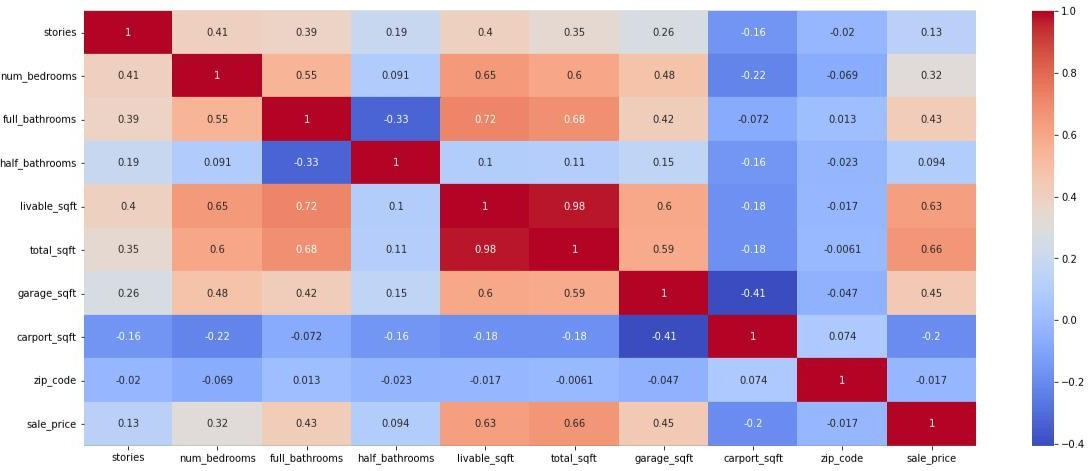 stories 1 0.41 0.39 0.19 0.4 0.35 0.26 -0.16 -0.02 0.13 1.0
num_bedrooms 0.41 1 0.55 0.091 0.65 0.6 0.48 -0.22 -0.069 0.32 0.8
full_bathrooms 0.39 0.55 1 -0.33 0.72 0.68 0.42 -0.072 0.013 0.43 0.6
half_bathrooms 0.19 0.091 -0.33 1 0.1 0.11 0.15 -0.16 -0.023 0.094
livable_sqft 0.4 0.65 0.72 0.1 1 0.98 0.6 -0.18 -0.017 0.63 0.4
total_sqft 0.35 0.6 0.68 0.11 0.98 1 0.59 -0.18 -0.0061 0.66 0.2
garage_sqft 0.26 0.48 0.42 0.15 0.6 0.59 1 -0.41 -0.047 0.45 0.0
carport_sqft -0.16 -0.22 -0.072 -0.16 -0.18 -0.18 -0.41 1 0.074 -0.2
zip_code -0.02 -0.069 0.013 -0.023 -0.017 -0.0061 -0.047 0.074 1 -0.017 −0.2
sale_price 0.13 0.32 0.43 0.094 0.63 0.66 0.45 -0.2 -0.017 1 −0.4
stories num_bedrooms full_bathrooms half_bathrooms livable_sqft total_sqft garage_sqft carport_sqft zip_code sale_price